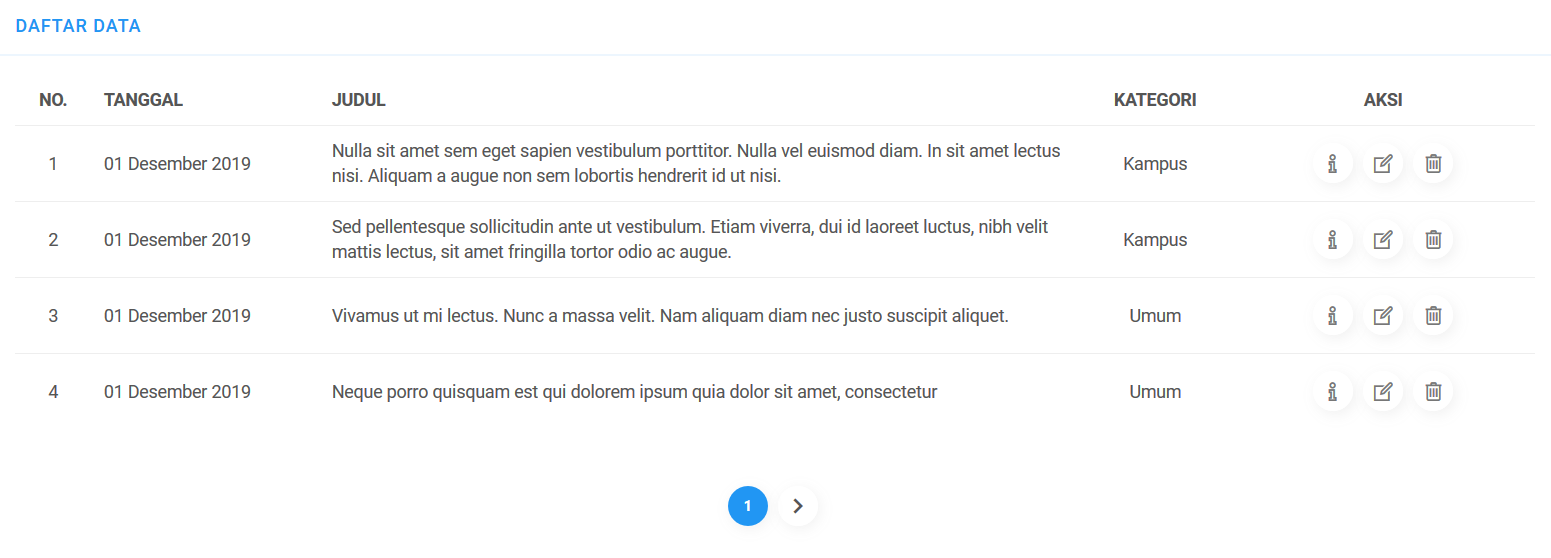 DAFTAR DATA
NO. TANGGAL JUDUL KATEGORI AKSI
1 01 Desember 2019 Nulla sit amet sem eget sapien vestibulum porttitor. Nulla vel euismod diam. In sit amet lectus
nisi. Aliquam a augue non sem lobortis hendrerit id ut nisi. Kampus
2 01 Desember 2019 Sed pellentesque sollicitudin ante ut vestibulum. Etiam viverra, dui id laoreet luctus, nibh velit
mattis lectus, sit amet fringilla tortor odio ac augue. Kampus
3 01 Desember 2019 Vivamus ut mi lectus. Nunc a massa velit. Nam aliquam diam nec justo suscipit aliquet. Umum
4 01 Desember 2019 Neque porro quisquam est qui dolorem ipsum quia dolor sit amet, consectetur Umum
1